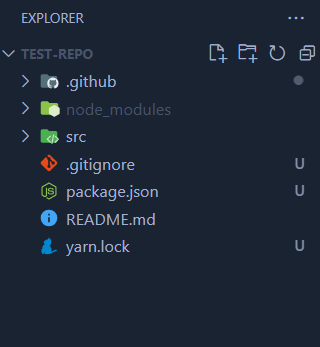 EXPLORER
TEST-REPO
.github
node_modules
src
.gitignore U
package.json U
README.md
yarn.lock U